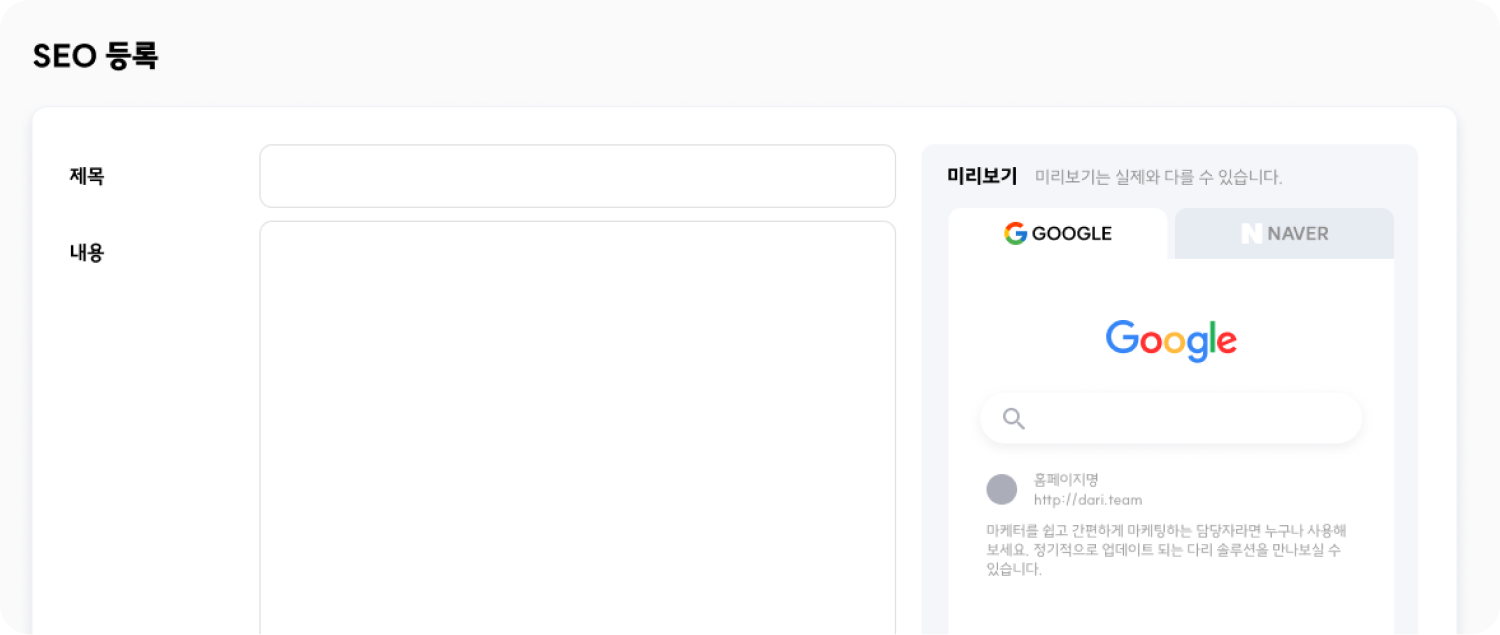 SEO 등록
제목
내용
미리보기 미리보기는 실제와 다를 수 있습니다.
GOOGLE
N NAVER
Google
홈페이지명
http://dari.team
마케터를 쉽고 간편하게 마케팅하는 담당자라면 누구나 사용해
보세요. 정기적으로 업데이트 되는 다리 솔루션을 만나보실 수
있습니다.